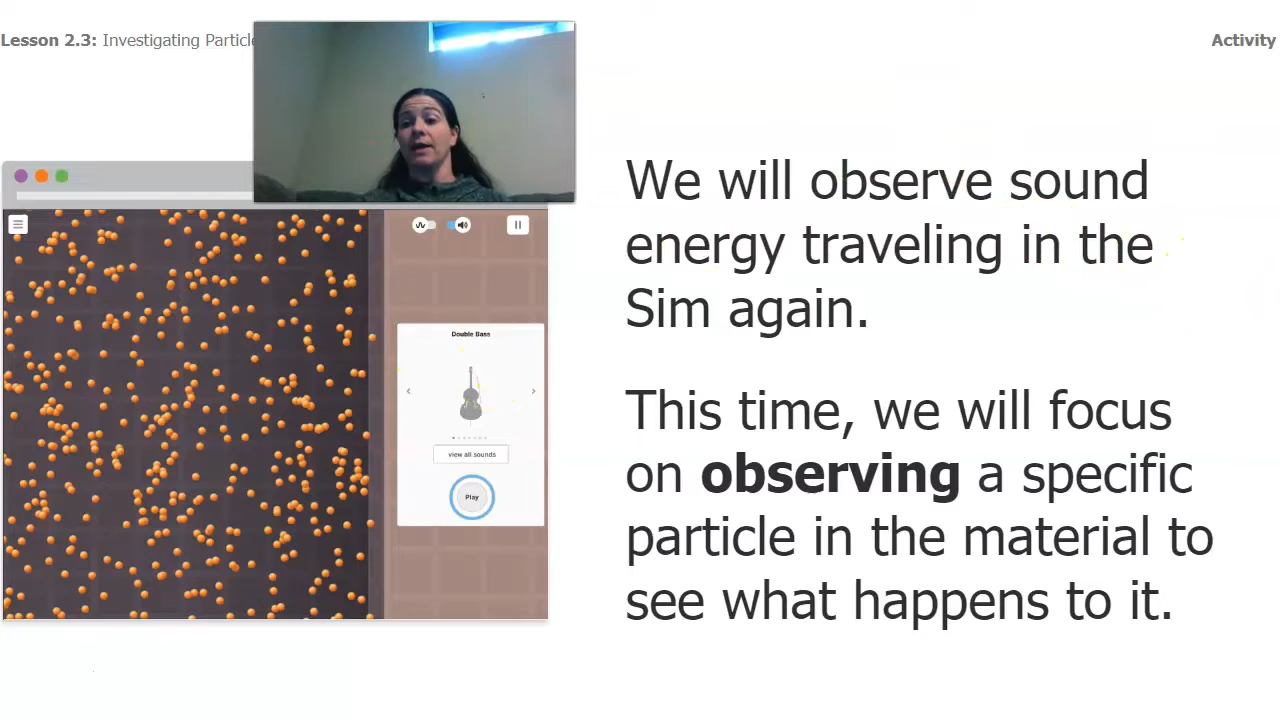 Lesson 2.3: Investigating Particle
Activity
We will observe sound
energy traveling in the
Sim again.
This time, we will focus
on observing a specific
particle in the material to
see what happens to it.
Double Bass
view all sounds
Play